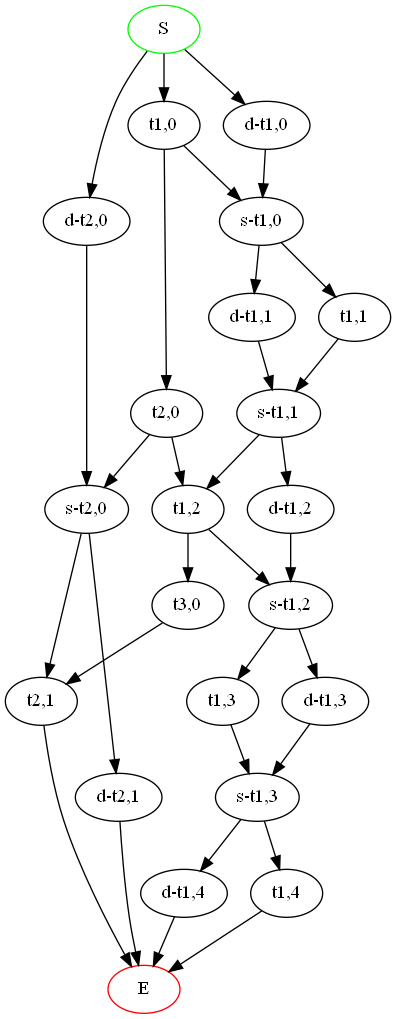 S
t1,0
d-t1,0
d-t2,0
s-t1,0
d-t1,1
t1,1
t2,0
s-t1,1
s-t2,0
t1,2
d-t1,2
t3,0
s-t1,2
t2,1
t1,3
d-t1,3
d-t2,1
s-t1,3
d-t1,4
t1,4
E